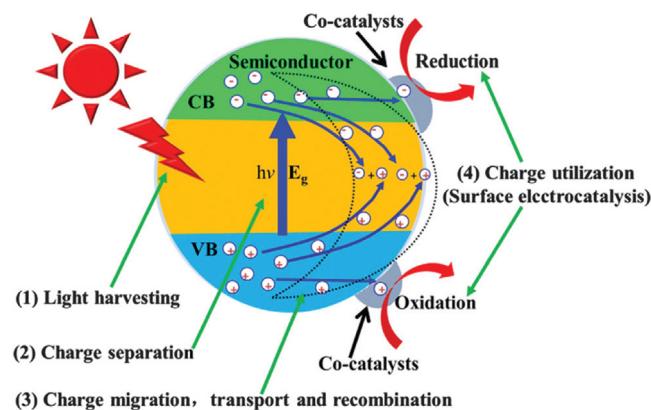 Co-catalysts
Reduction
Semiconductor
CB
hν Eg
(4) Charge utilization
(Surface elcctrocatalysis)
VB
(1) Light harvesting
Oxidation
(2) Charge separation
Co-catalysts
(3) Charge migration, transport and recombination